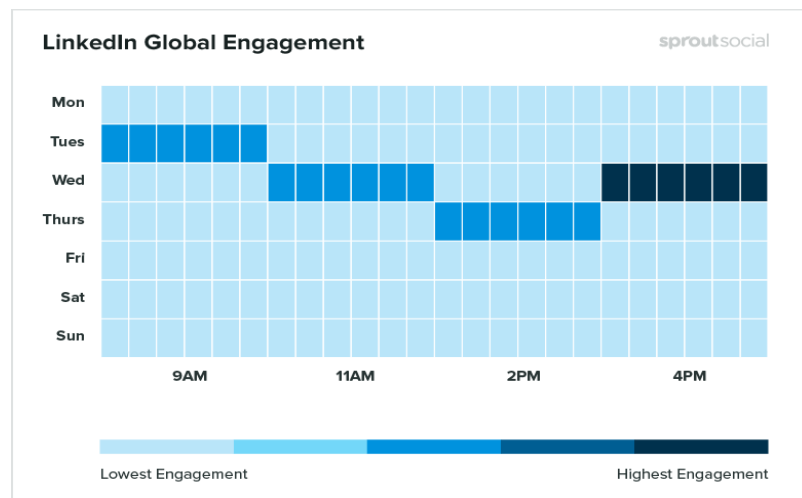 LinkedIn Global Engagement
sproutsocial
Mon
Tues
Wed
Thurs
Fri
Sat
Sun
9AM 11AM 2PM 4PM
Lowest Engagement Highest Engagement